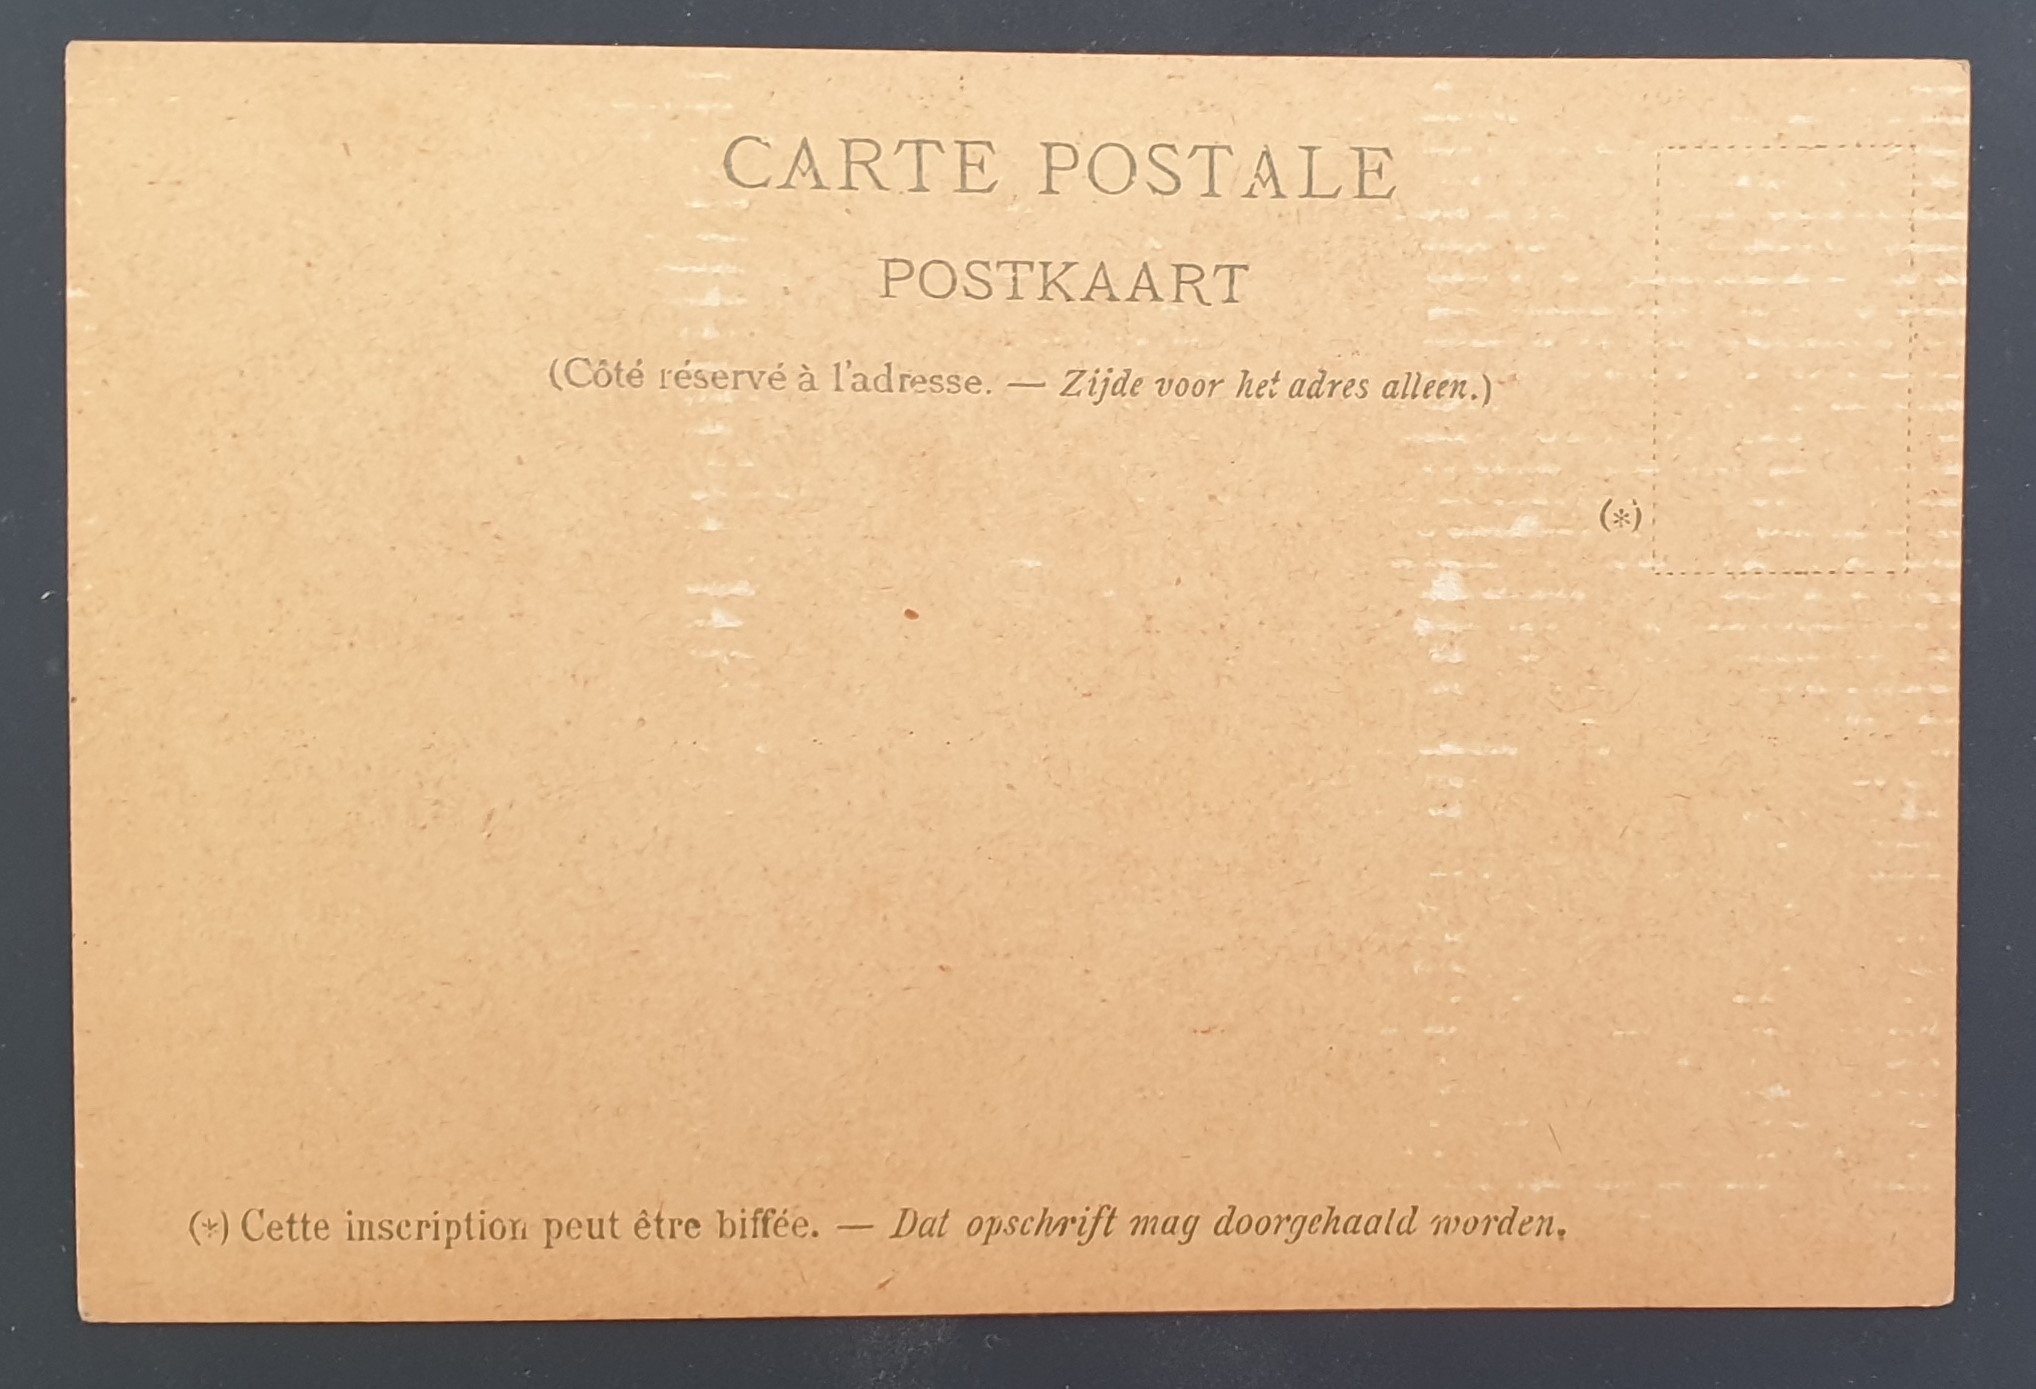 CARTE POSTALE
POSTKAART
(Côté réservé à l'adresse. — Zijde voor het adres alleen.)
(*)
(*) Cette inscription peut être biffée. — Dat opschrift mag doorgehaald worden.